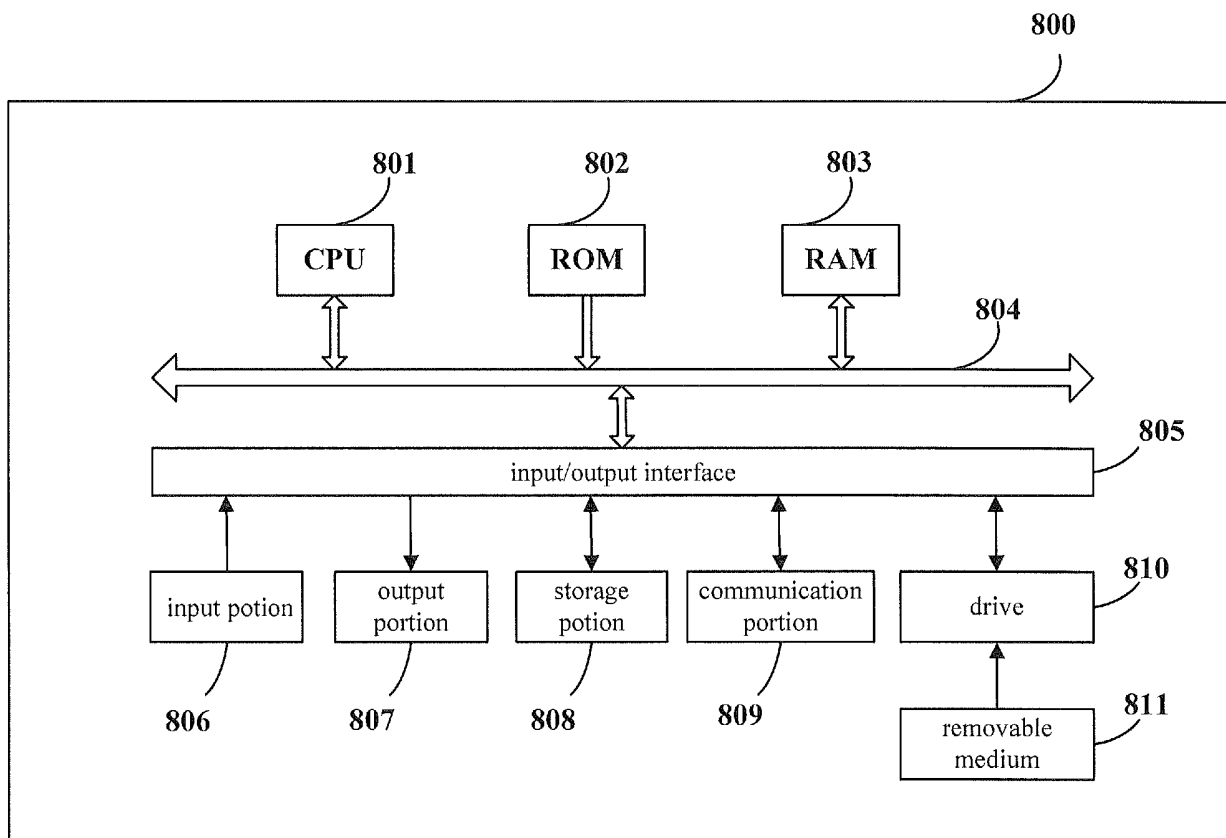 800
801
802
803
CPU
ROM
RAM
804
805
input/output interface
810
input potion
output
portion
storage
potion
communication
portion
drive
806
807
808
809
811
removable
medium